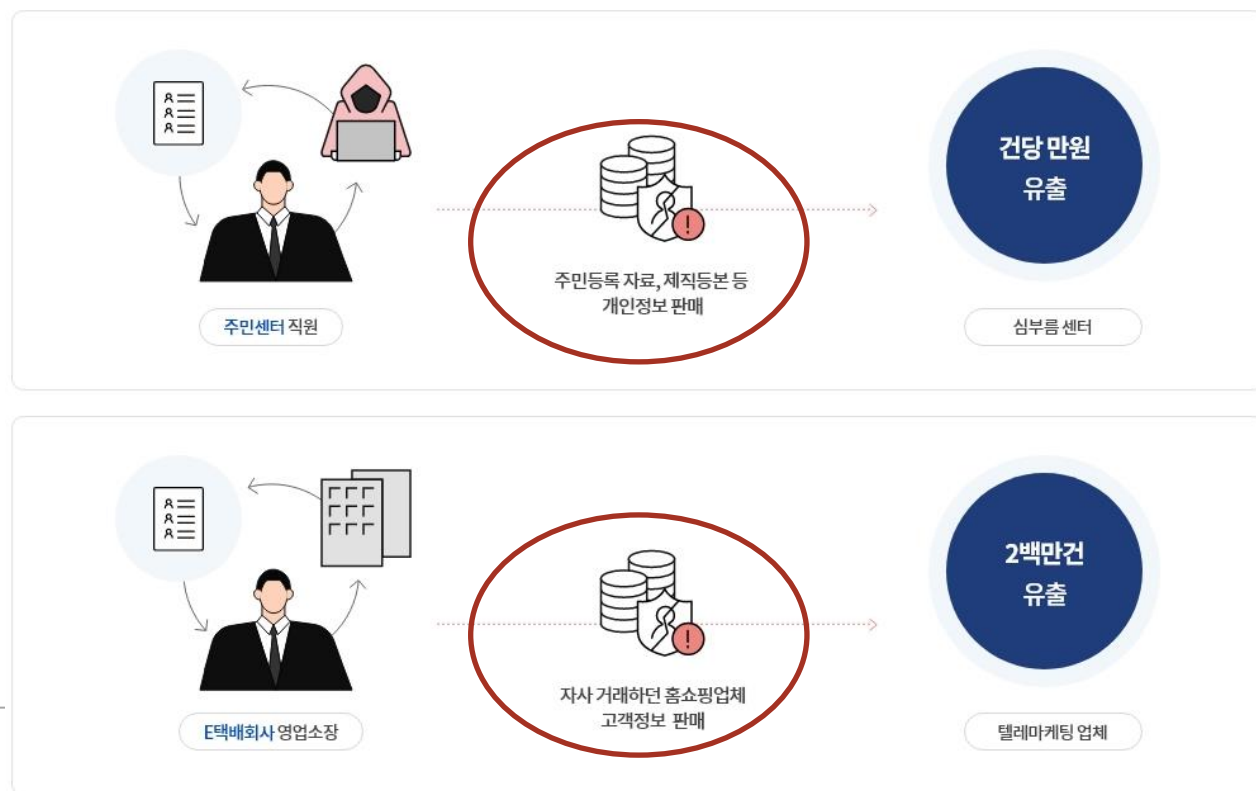 건당 만원
유출
주민등록 자료, 제직등본 등
개인정보 판매
주민센터 직원
심부름 센터
2백만건
유출
자사 거래하던 홈쇼핑업체
고객정보 판매
E택배회사 영업소장
텔레마케팅 업체